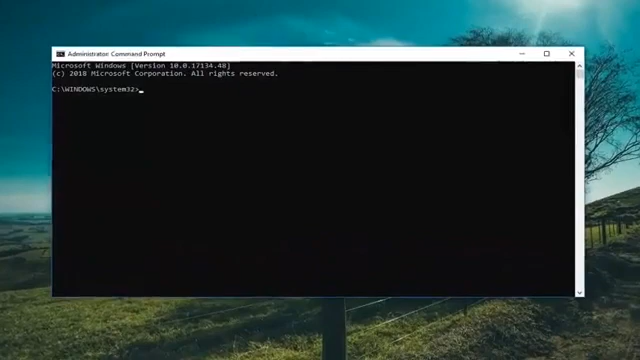 Administrator: Command Prompt
Microsoft Windows [Version 10.0.17134.48]
(c) 2018 Microsoft Corporation. All rights reserved.
C:\WINDOWS\system32>